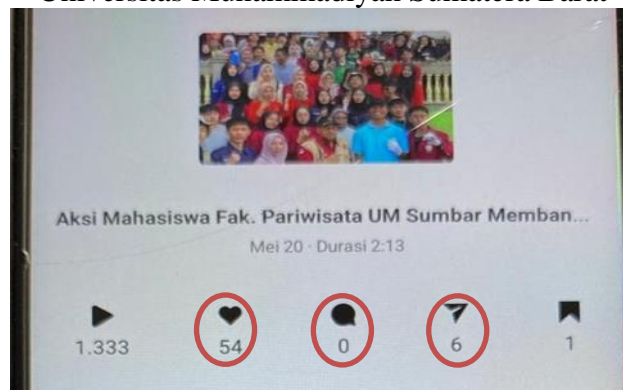 Universitas Muhammadiyah Sumatera Barat
Aksi Mahasiswa Fak. Pariwisata UM Sumbar Memban...
Mei 20 · Durasi 2:13
1.333 54 0 6 1